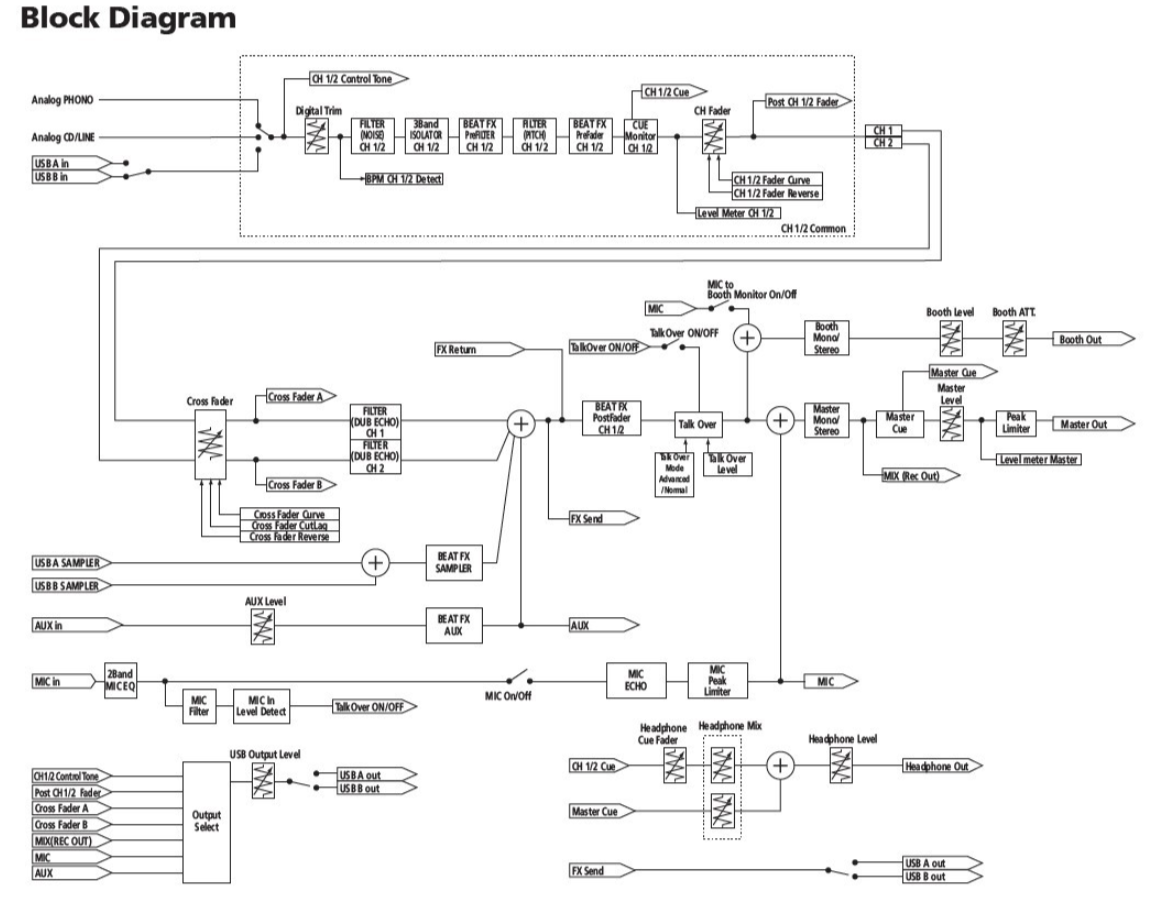 Block Diagram
CH 1/2 Control Tone
CH 1/2 Cue
Post CH 1/2 Fader
Analog PHONO
Digital Trim
CH Fader
Analog CD/LINE
FILTER
(NOISE)
CH 1/2
3Band
ISOLATOR
CH 1/2
BEAT FX
PreFILTER
CH 1/2
FILTER
(PITCH)
CH 1/2
BEAT FX
PreFader
CH 1/2
CUE
Monitor
CH 1/2
CH 1
CH 2
USB A in
USB B in
BPM CH 1/2 Detect
CH 1/2 Fader Curve
CH 1/2 Fader Reverse
Level Meter CH 1/2
CH 1/2 Common
MIC to
Booth Monitor On/Off
MIC
Talk Over ON/OFF
TalkOver ON/OFF
FX Return
Booth
Mono/
Stereo
Booth Level
Booth ATT.
Booth Out
Master Cue
Master
Level
Cross Fader
Cross Fader A
FILTER
(DUB ECHO)
CH 1
FILTER
(DUB ECHO)
CH 2
BEAT FX
PostFader
CH 1/2
Talk Over
Master
Mono/
Stereo
Master
Cue
Peak
Limiter
Master Out
Talk Over
Mode
Advanced
/Normal
Talk Over
Level
Level meter Master
MIX (Rec Out)
Cross Fader B
Cross Fader Curve
Cross Fader CutLag
Cross Fader Reverse
FX Send
USB A SAMPLER
USB B SAMPLER
BEAT FX
SAMPLER
AUX Level
AUX in
BEAT FX
AUX
AUX
MIC in
2Band
MICEQ
MIC
Filter
MIC In
Level Detect
TalkOver ON/OFF
MIC On/Off
MIC
ECHO
MIC
Peak
Limiter
MIC
USB Output Level
CH1/2 Control Tone
Post CH1/2 Fader
Cross Fader A
Cross Fader B
MIX(REC OUT)
MIC
AUX
Output
Select
USB A out
USB B out
Headphone
Cue Fader
Headphone Mix
Headphone Level
CH 1/2 Cue
Headphone Out
Master Cue
FX Send
USB A out
USB B out